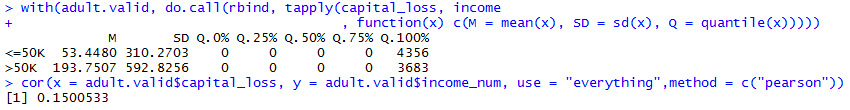 > with(adult.valid, do.call(rbind, tapply(capital_loss, income
+ , function(x) c(M = mean(x), SD = sd(x), Q = quantile(x)))))
M SD Q.0% Q.25% Q.50% Q.75% Q.100%
<=50K 53.4480 310.2703 0 0 0 0 4356
>50K 193.7507 592.8256 0 0 0 0 3683
> cor(x = adult.valid$capital_loss, y = adult.valid$income_num, use = "everything",method = c("pearson"))
[1] 0.1500533